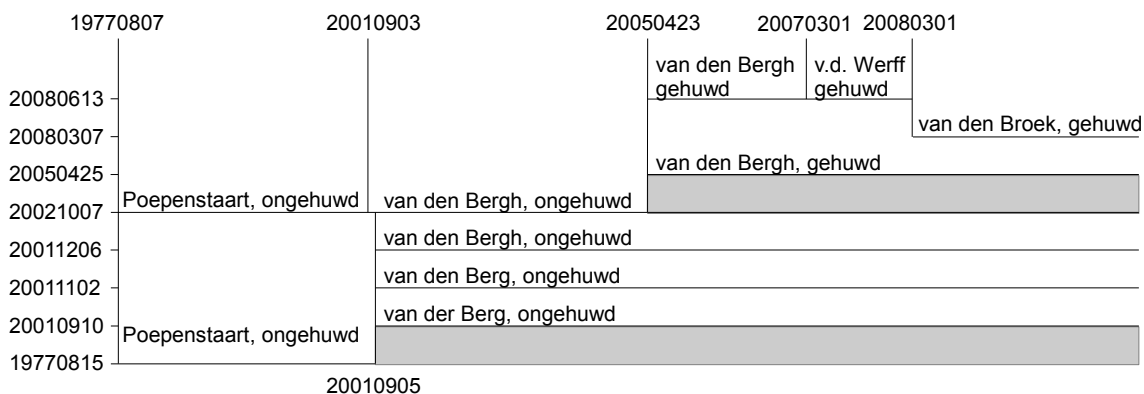 19770807 20010903 20050423 20070301 20080301
van den Bergh v.d. Werff
gehuwd gehuwd
20080613
van den Broek, gehuwd
20080307
van den Bergh, gehuwd
20050425
Poepenstaart, ongehuwd van den Bergh, ongehuwd
20021007
van den Bergh, ongehuwd
20011206
van den Berg, ongehuwd
20011102
van der Berg, ongehuwd
20010910
Poepenstaart, ongehuwd
19770815
20010905